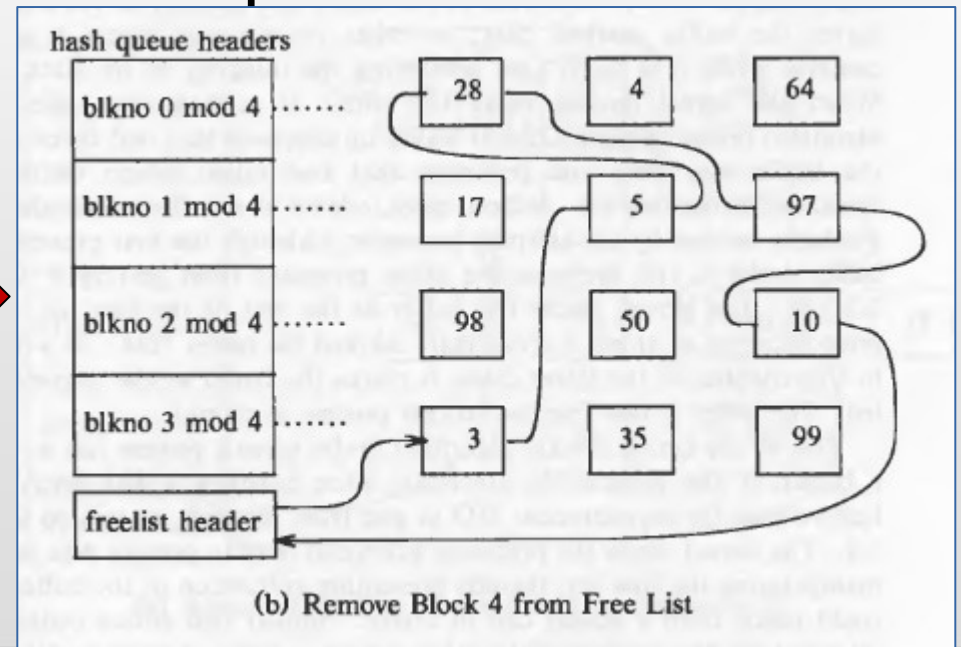 hash queue headers
blkno 0 mod 4 28 4 64
blkno 1 mod 4 17 5 97
blkno 2 mod 4 98 50 10
blkno 3 mod 4 3 35 99
freelist header
(b) Remove Block 4 from Free List